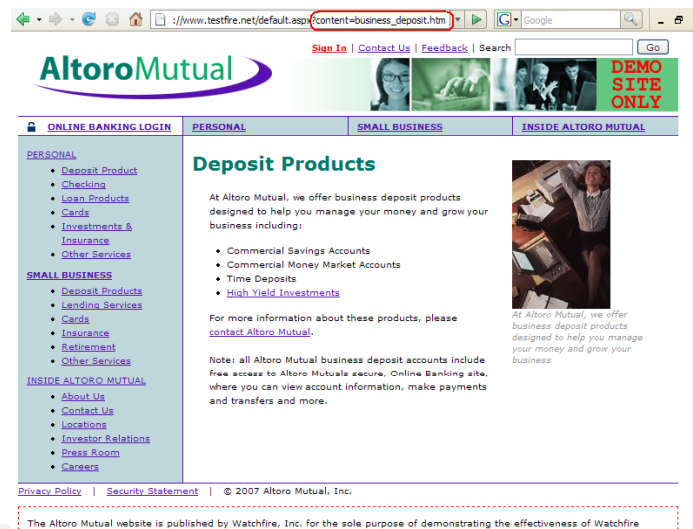 ://www.testfire.net/default.aspx?content=business_deposit.htm
Google
Sign In | Contact Us | Feedback | Search Go
AltoroMutual
DEMO
SITE
ONLY
ONLINE BANKING LOGIN
PERSONAL
SMALL BUSINESS
INSIDE ALTORO MUTUAL
PERSONAL
Deposit Product
Checking
Loan Products
Cards
Investments &
Insurance
Other Services
SMALL BUSINESS
Deposit Products
Lending Services
Cards
Insurance
Retirement
Other Services
INSIDE ALTORO MUTUAL
About Us
Contact Us
Locations
Investor Relations
Press Room
Careers
Deposit Products
At Altoro Mutual, we offer business deposit products
designed to help you manage your money and grow your
business including:
Commercial Savings Accounts
Commercial Money Market Accounts
Time Deposits
High Yield Investments
For more information about these products, please
contact Altoro Mutual.
Note: all Altoro Mutual business deposit accounts include
free access to Altoro Mutuals secure, Online Banking site,
where you can view account information, make payments
and transfers and more.
At Altoro Mutual, we offer
business deposit products
designed to help you manage
your money and grow your
business
Privacy Policy | Security Statement | © 2007 Altoro Mutual, Inc.
The Altoro Mutual website is published by Watchfire, Inc. for the sole purpose of demonstrating the effectiveness of Watchfire